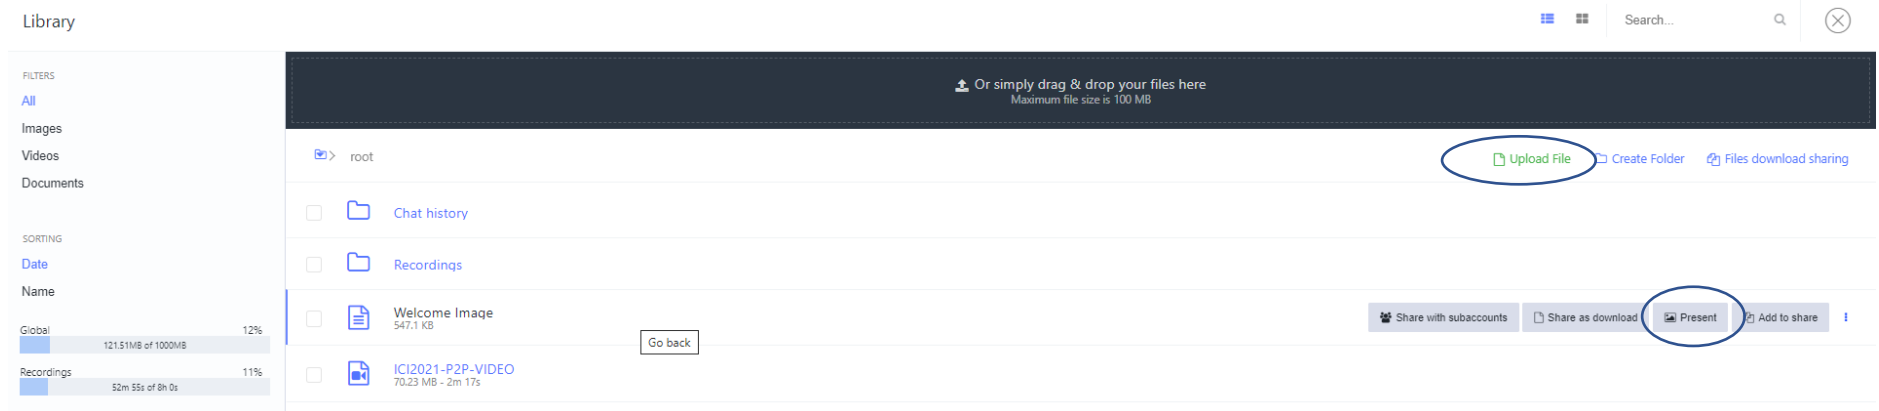 Library
Search...
FILTERS
All
Images
Videos
Documents
SORTING
Date
Name
Global 12%
121.51MB of 1000MB
Recordings 11%
52m 55s of 8h 0s
Or simply drag & drop your files here
Maximum file size is 100 MB
root
Upload File Create Folder Files download sharing
Chat history
Recordings
Welcome Image
547.1 KB
Share with subaccounts Share as download Present Add to share
Go back
ICI2021-P2P-VIDEO
70.23 MB - 2m 17s